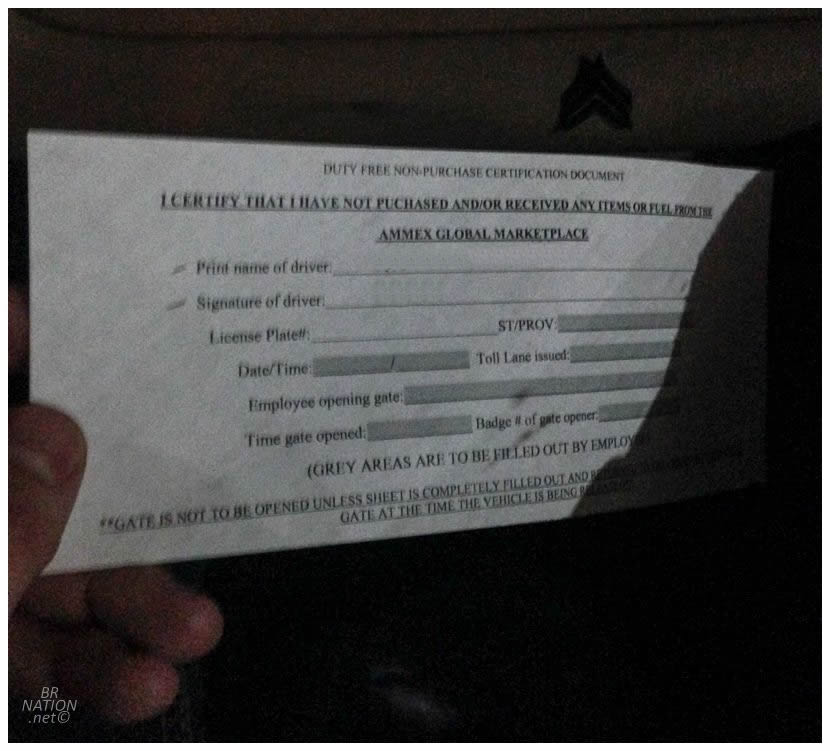 DUTY FREE NON-PURCHASE CERTIFICATION DOCUMENT
I CERTIFY THAT I HAVE NOT PUCHASED AND/OR RECEIVED ANY ITEMS OR FUEL FROM THE
AMMEX GLOBAL MARKETPLACE
Print name of driver:
Signature of driver:
License Plate#: ST/PROV:
Date/Time: / Toll Lane issued:
Employee opening gate:
Time gate opened: Badge # of gate opener:
(GREY AREAS ARE TO BE FILLED OUT BY EMPLOYEE)
**GATE IS NOT TO BE OPENED UNLESS SHEET IS COMPLETELY FILLED OUT AND
GATE AT THE TIME THE VEHICLE IS BEING
BR
NATION
.net©